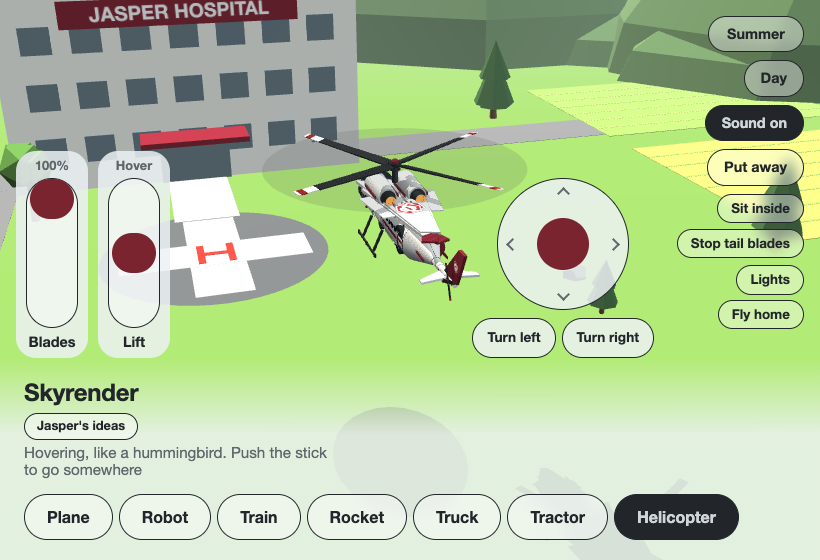 JASPER HOSPITAL
Summer
Day
Sound on
Put away
Sit inside
Stop tail blades
Lights
Fly home
100%
Hover
Blades
Lift
H
Turn left
Turn right
Skyrender
Jasper's ideas
Hovering, like a hummingbird. Push the stick
to go somewhere
Plane
Robot
Train
Rocket
Truck
Tractor
Helicopter